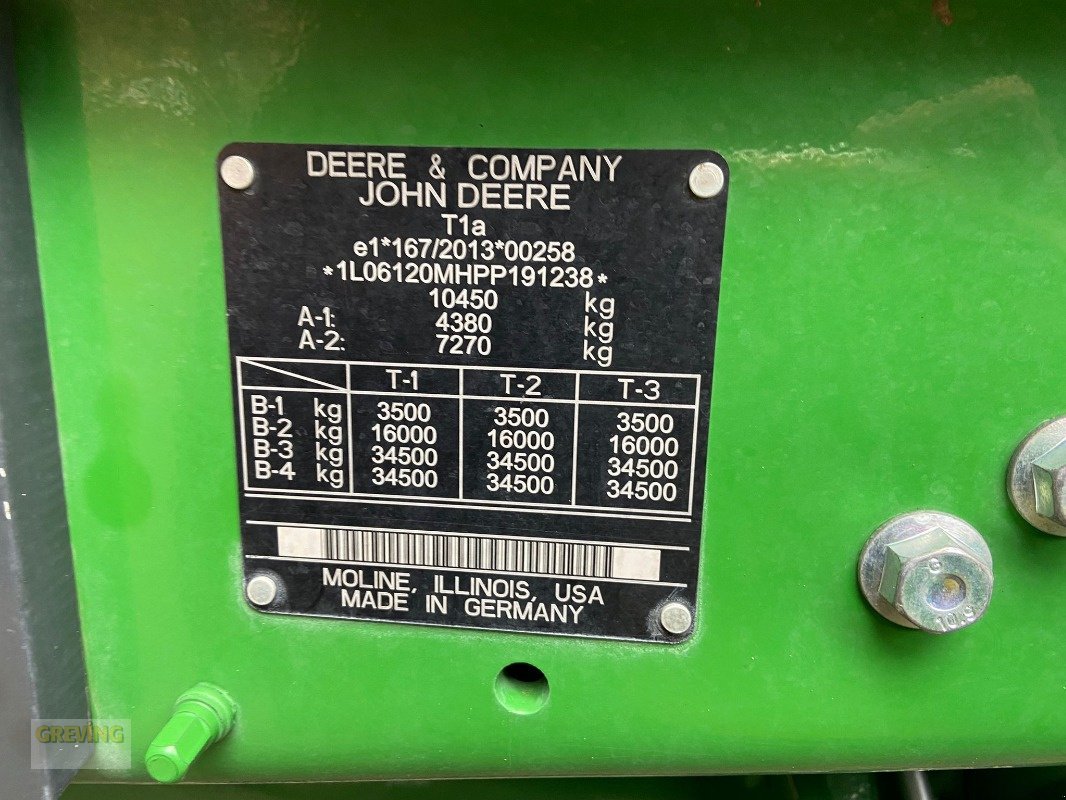 DEERE & COMPANY
JOHN DEERE
T1a
e1*167/2013*00258
*1L06120MHPP191238*
10450 kg
A-1: 4380 kg
A-2: 7270 kg
T-1 T-2 T-3
B-1 kg 3500 3500 3500
B-2 kg 16000 16000 16000
B-3 kg 34500 34500 34500
B-4 kg 34500 34500 34500
MOLINE, ILLINOIS, USA
MADE IN GERMANY
10.9
GREVING